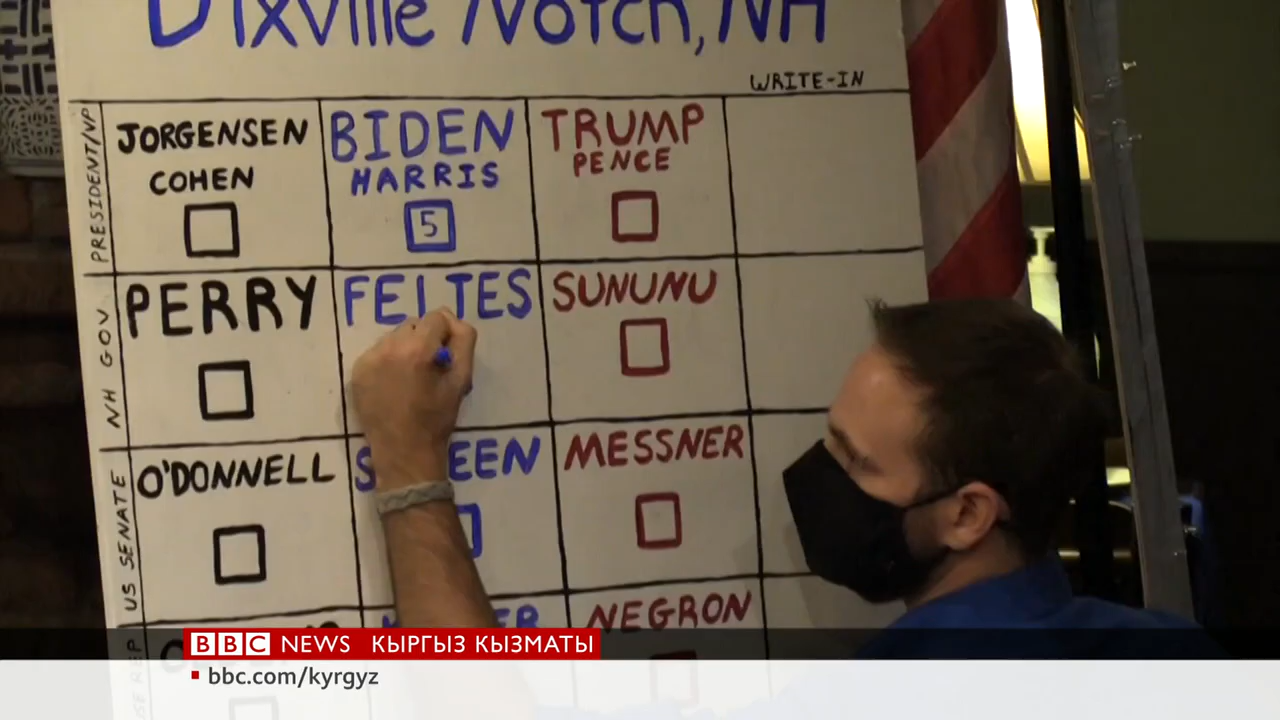 Dixville Notch, NH
WRITE-IN
PRESIDENT/VP
JORGENSEN
COHEN
BIDEN
HARRIS
5
TRUMP
PENCE
NH GOV.
PERRY
FELTES
SUNUNU
US SENATE
O'DONNELL
MESSNER
NEGRON
BBC NEWS КЫРГЫЗ КЫЗМАТЫ
bbc.com/kyrgyz